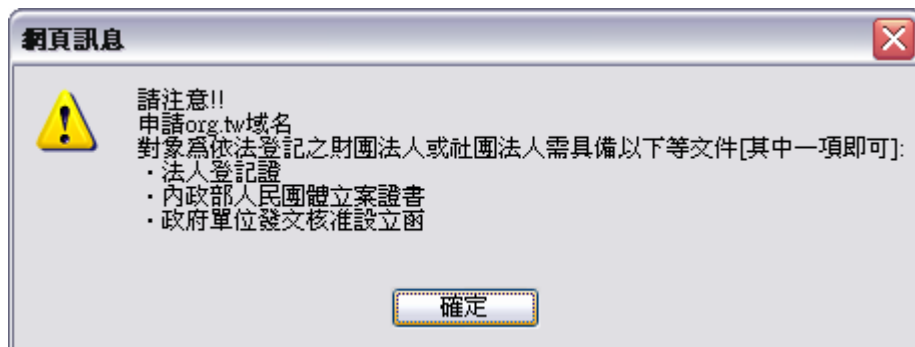 網頁訊息
請注意!!
申請org.tw域名
對象為依法登記之財團法人或社團法人需具備以下等文件[其中一項即可]:
・法人登記證
・內政部人民團體立案證書
・政府單位發文核准設立函
確定